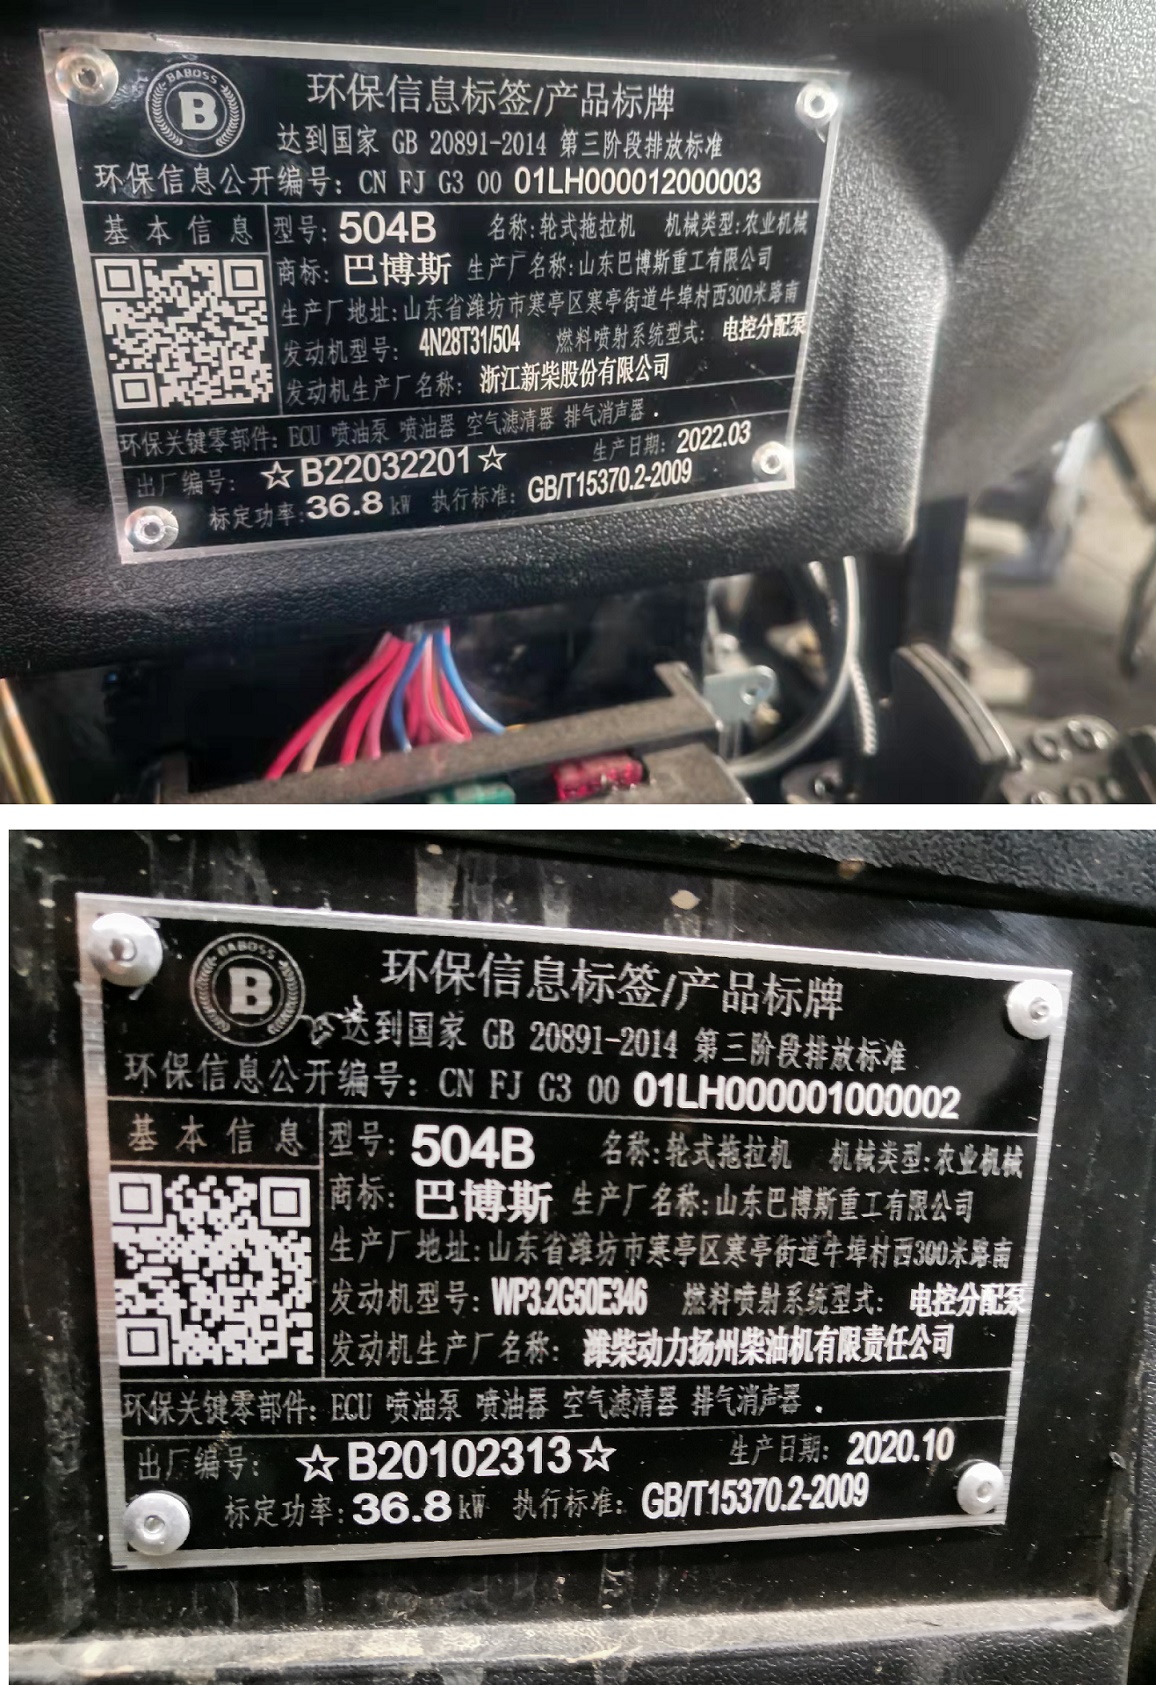 BABOSS
B
环保信息标签/产品标牌
达到国家 GB 20891-2014 第三阶段排放标准
环保信息公开编号: CN FJ G3 00 01LH000012000003
基本信息
型号: 504B 名称:轮式拖拉机 机械类型:农业机械
商标: 巴博斯 生产厂名称:山东巴博斯重工有限公司
生产厂地址:山东省潍坊市寒亭区寒亭街道牛埠村西300米路南
发动机型号: 4N28T31/504 燃料喷射系统型式: 电控分配泵
发动机生产厂名称: 浙江新柴股份有限公司
环保关键零部件: ECU 喷油泵 喷油器 空气滤清器 排气消声器 .
出厂编号: ☆B22032201☆ 生产日期: 2022.03
标定功率:36.8 kW 执行标准: GB/T15370.2-2009
BABOSS
B
环保信息标签/产品标牌
达到国家 GB 20891-2014 第三阶段排放标准
环保信息公开编号: CN FJ G3 00 01LH000001000002
基本信息
型号: 504B 名称:轮式拖拉机 机械类型:农业机械
商标: 巴博斯 生产厂名称:山东巴博斯重工有限公司
生产厂地址:山东省潍坊市寒亭区寒亭街道牛埠村西300米路南
发动机型号: WP3.2G50E346 燃料喷射系统型式: 电控分配泵
发动机生产厂名称: 潍柴动力扬州柴油机有限责任公司
环保关键零部件: ECU 喷油泵 喷油器 空气滤清器 排气消声器 .
出厂编号: ☆B20102313☆ 生产日期: 2020.10
标定功率:36.8 kW 执行标准: GB/T15370.2-2009